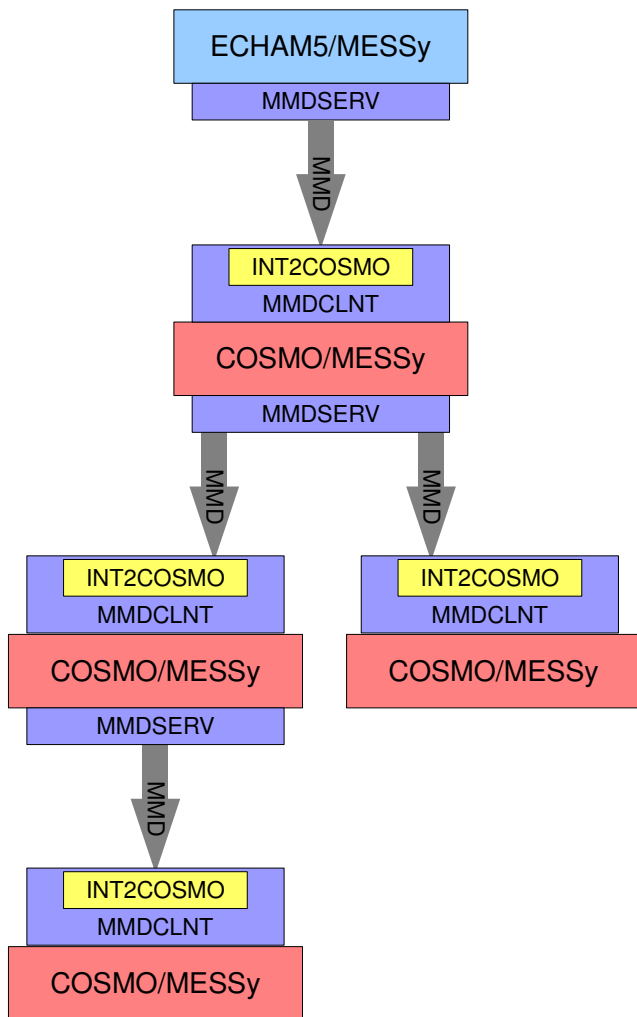 ECHAM5/MESSy
MMDSERV
MMD
INT2COSMO
MMDCLNT
COSMO/MESSy
MMDSERV
MMD
MMD
INT2COSMO
MMDCLNT
COSMO/MESSy
MMDSERV
INT2COSMO
MMDCLNT
COSMO/MESSy
MMD
INT2COSMO
MMDCLNT
COSMO/MESSy